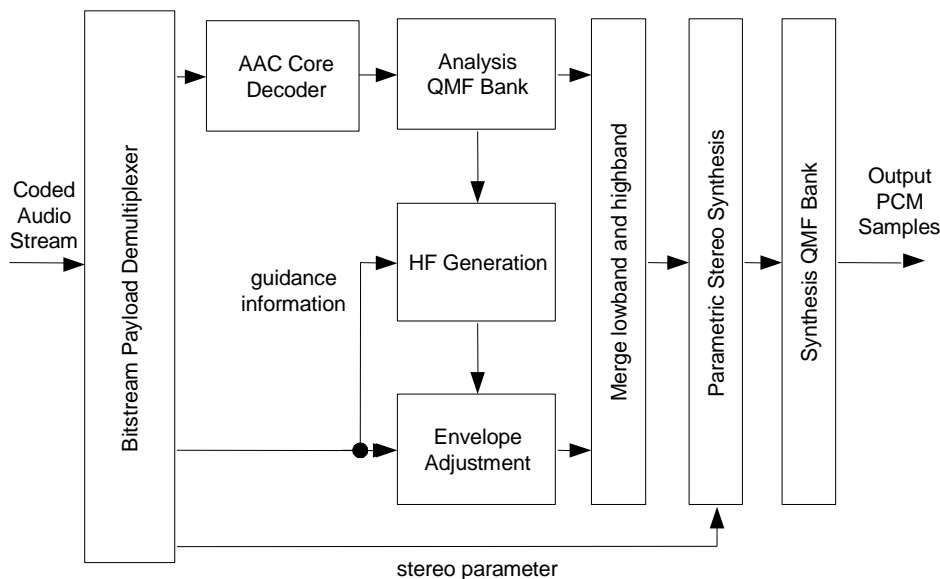 Coded
Audio
Stream
Bitstream Payload Demultiplexer
AAC Core
Decoder
Analysis
QMF Bank
HF Generation
guidance
information
Envelope
Adjustment
Merge lowband and highband
Parametric Stereo Synthesis
Synthesis QMF Bank
Output
PCM
Samples
stereo parameter